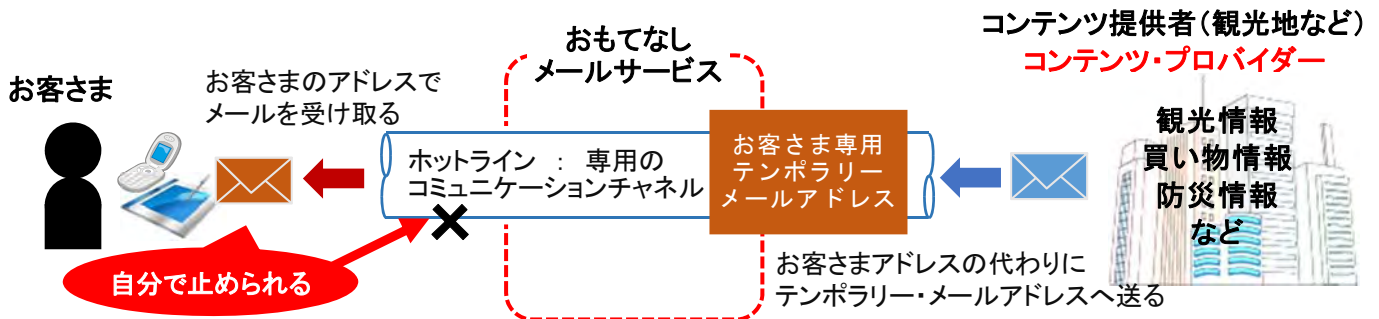 お客さま
お客さまのアドレスで
メールを受け取る
おもてなし
メールサービス
コンテンツ提供者（観光地など）
コンテンツ・プロバイダー
ホットライン ： 専用の
コミュニケーションチャネル
お客さま専用
テンポラリー
メールアドレス
観光情報
買い物情報
防災情報
など
自分で止められる
お客さまアドレスの代わりに
テンポラリー・メールアドレスへ送る